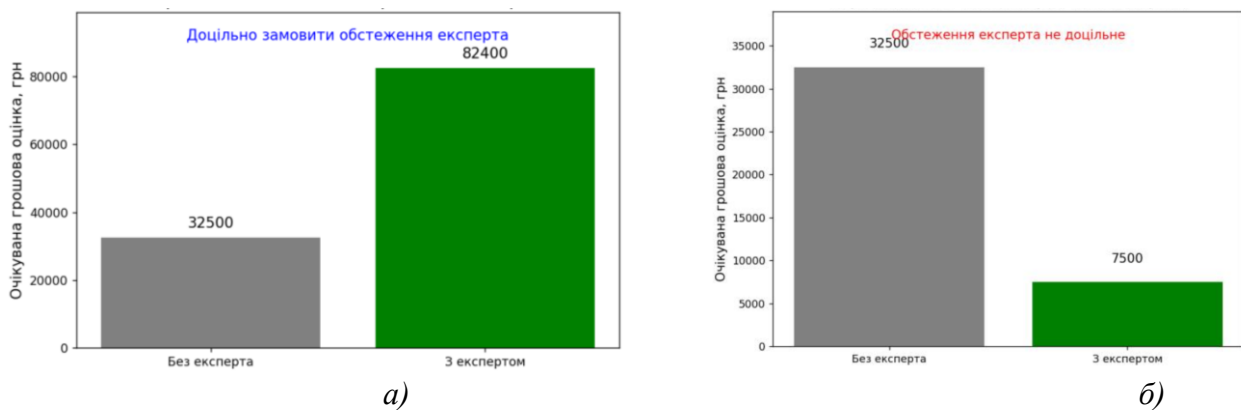 Доцільно замовити обстеження експерта
82400
80000
60000
40000
20000
0
32500
Очікувана грошова оцінка, грн
Без експерта
З експертом
а)
Обстеження експерта не доцільне
32500
35000
30000
25000
20000
15000
10000
5000
0
7500
Очікувана грошова оцінка, грн
Без експерта
З експертом
б)